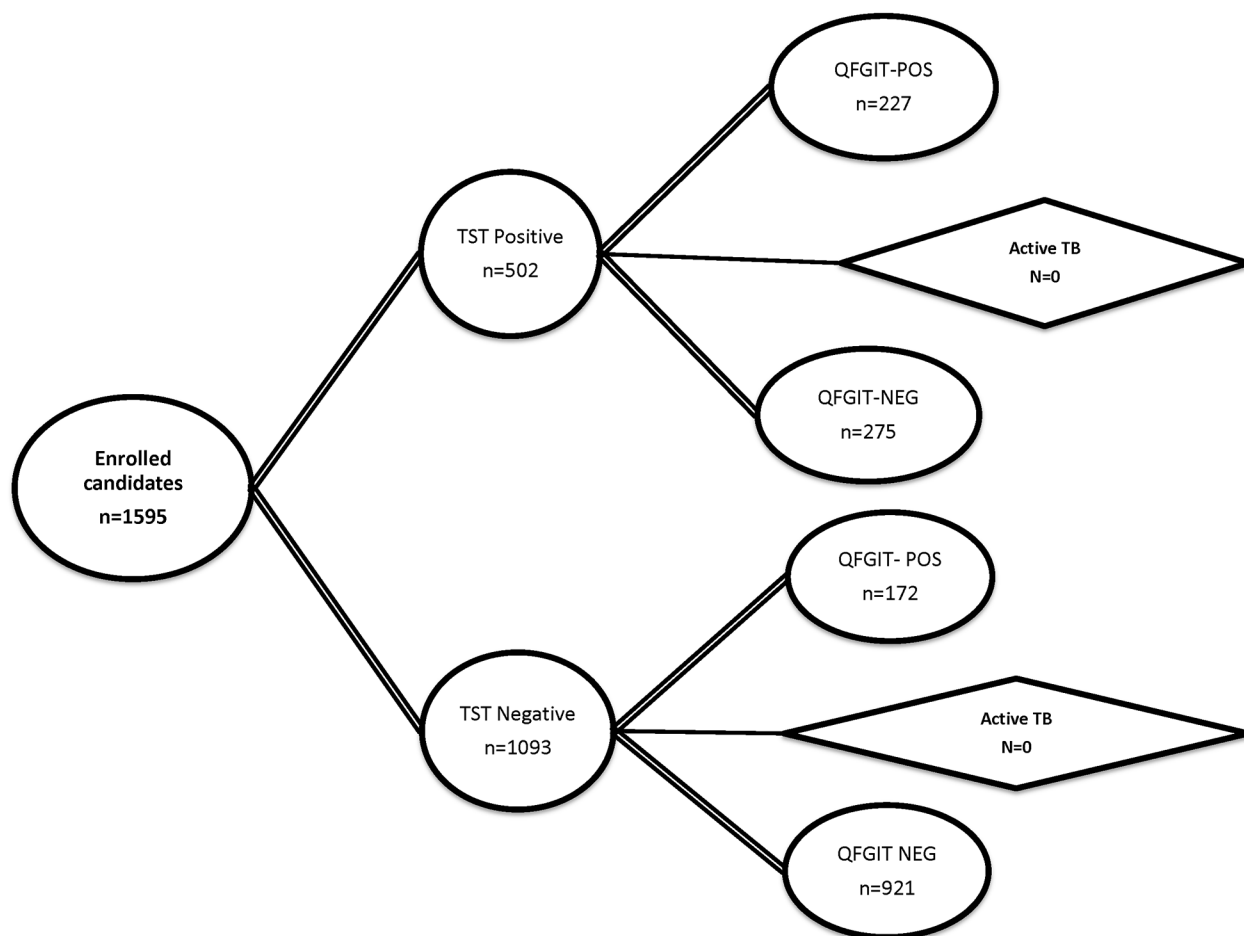 QFGIT-POS
n=227
TST Positive
n=502
Active TB
N=0
QFGIT-NEG
n=275
Enrolled
candidates
n=1595
QFGIT- POS
n=172
TST Negative
n=1093
Active TB
N=0
QFGIT NEG
n=921